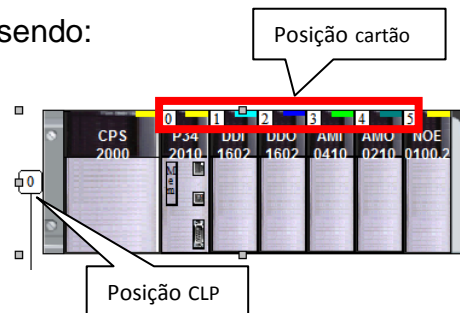 sendo:
Posição cartão
0 1 2 3 4 5
CPS 2000
P34 2010
DDI 1602
DDO 1602
AMI 0410
AMO 0210
NOE 0100.2
0
Posição CLP